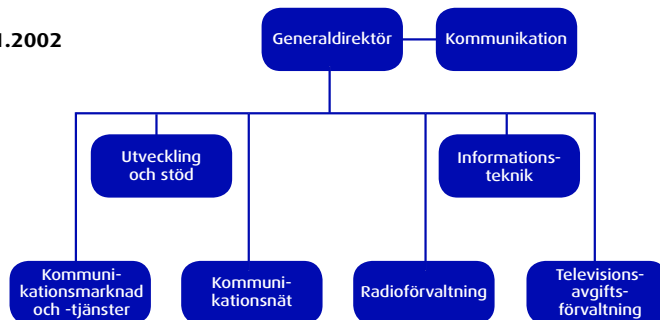 1.2002
Generaldirektör
Kommunikation
Utveckling
och stöd
Informations-
teknik
Kommuni-
kationsmarknad
och -tjänster
Kommuni-
kationsnät
Radioförvaltning
Televisions-
avgifts-
förvaltning